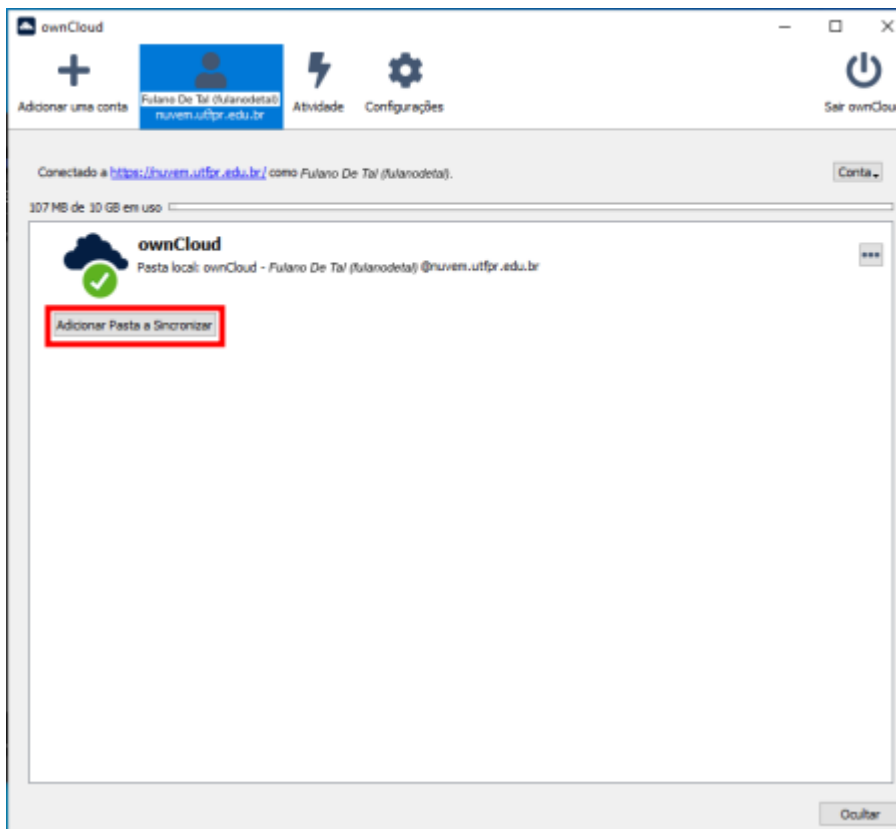 ownCloud
Adicionar uma conta
Fulano De Tal (fulanodetal)
nuvem.utfpr.edu.br
Atividade
Configurações
Sair ownClou
Conectado a https://nuvem.utfpr.edu.br/ como Fulano De Tal (fulanodetal).
Conta
107 MB de 10 GB em uso
ownCloud
Pasta local: ownCloud - Fulano De Tal (fulanodetal) @nuvem.utfpr.edu.br
Adicionar Pasta a Sincronizar
Ocultar